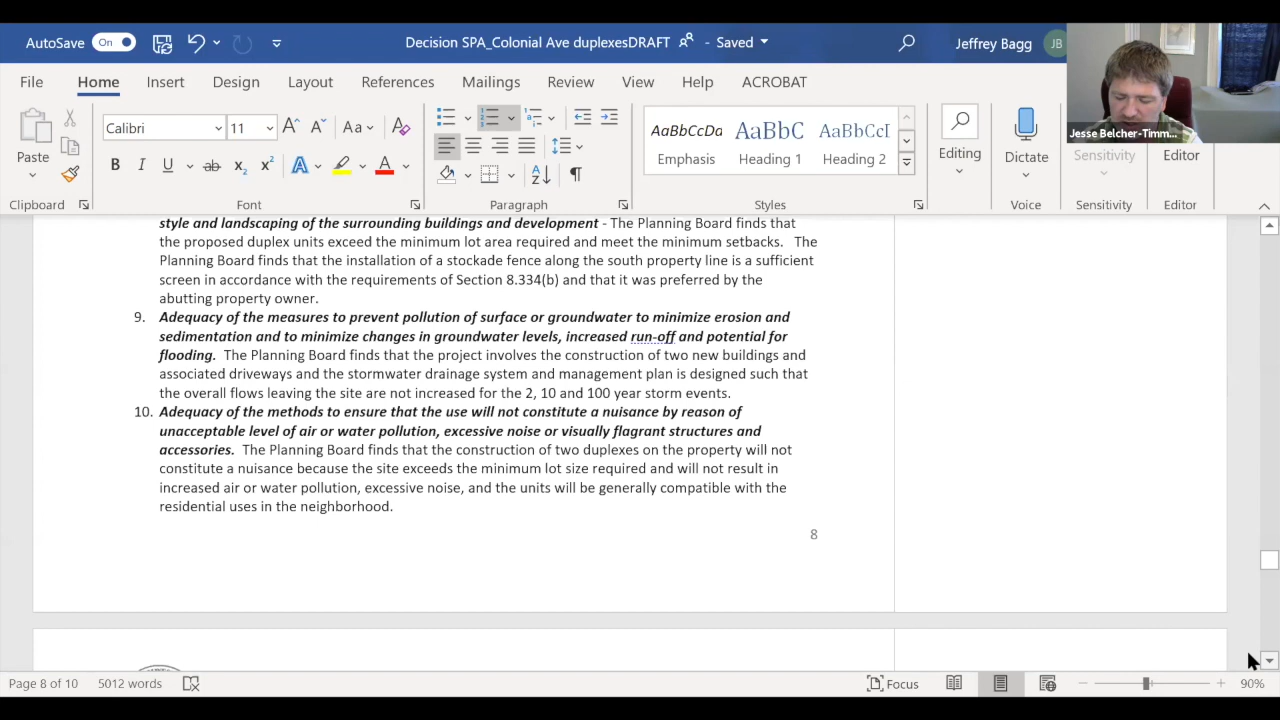 AutoSave On Decision SPA_Colonial Ave duplexesDRAFT - Saved Jeffrey Bagg JB
File Home Insert Design Layout References Mailings Review View Help ACROBAT
Jesse Belcher-Timm...
Paste Calibri 11 Aa AaBbCcDa AaBbC AaBbCcI Editing Dictate Sensitivity Editor
Emphasis Heading 1 Heading 2
Clipboard Font Paragraph Styles Voice Sensitivity Editor
style and landscaping of the surrounding buildings and development - The Planning Board finds that
the proposed duplex units exceed the minimum lot area required and meet the minimum setbacks. The
Planning Board finds that the installation of a stockade fence along the south property line is a sufficient
screen in accordance with the requirements of Section 8.334(b) and that it was preferred by the
abutting property owner.
9. Adequacy of the measures to prevent pollution of surface or groundwater to minimize erosion and
sedimentation and to minimize changes in groundwater levels, increased run-off and potential for
flooding. The Planning Board finds that the project involves the construction of two new buildings and
associated driveways and the stormwater drainage system and management plan is designed such that
the overall flows leaving the site are not increased for the 2, 10 and 100 year storm events.
10. Adequacy of the methods to ensure that the use will not constitute a nuisance by reason of
unacceptable level of air or water pollution, excessive noise or visually flagrant structures and
accessories. The Planning Board finds that the construction of two duplexes on the property will not
constitute a nuisance because the site exceeds the minimum lot size required and will not result in
increased air or water pollution, excessive noise, and the units will be generally compatible with the
residential uses in the neighborhood.
8
Page 8 of 10 5012 words Focus 90%